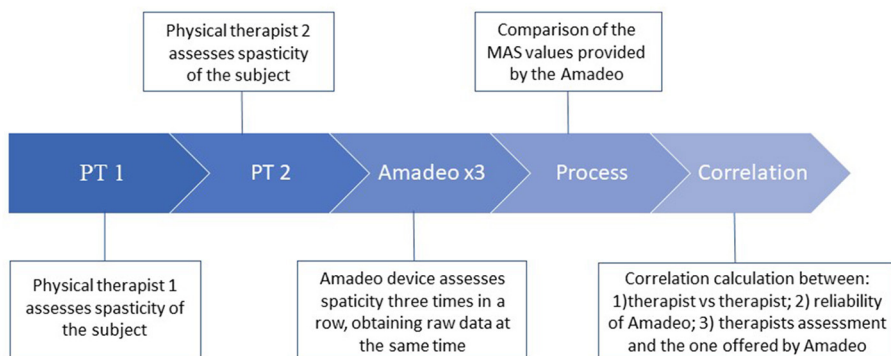 Physical therapist 2
assesses spasticity
of the subject
Comparison of the
MAS values provided
by the Amadeo
PT 1
PT 2
Amadeo x3
Process
Correlation
Physical therapist 1
assesses spasticity of
the subject
Amadeo device assesses
spaticity three times in a
row, obtaining raw data at
the same time
Correlation calculation between:
1)therapist vs therapist; 2) reliability
of Amadeo; 3) therapists assessment
and the one offered by Amadeo